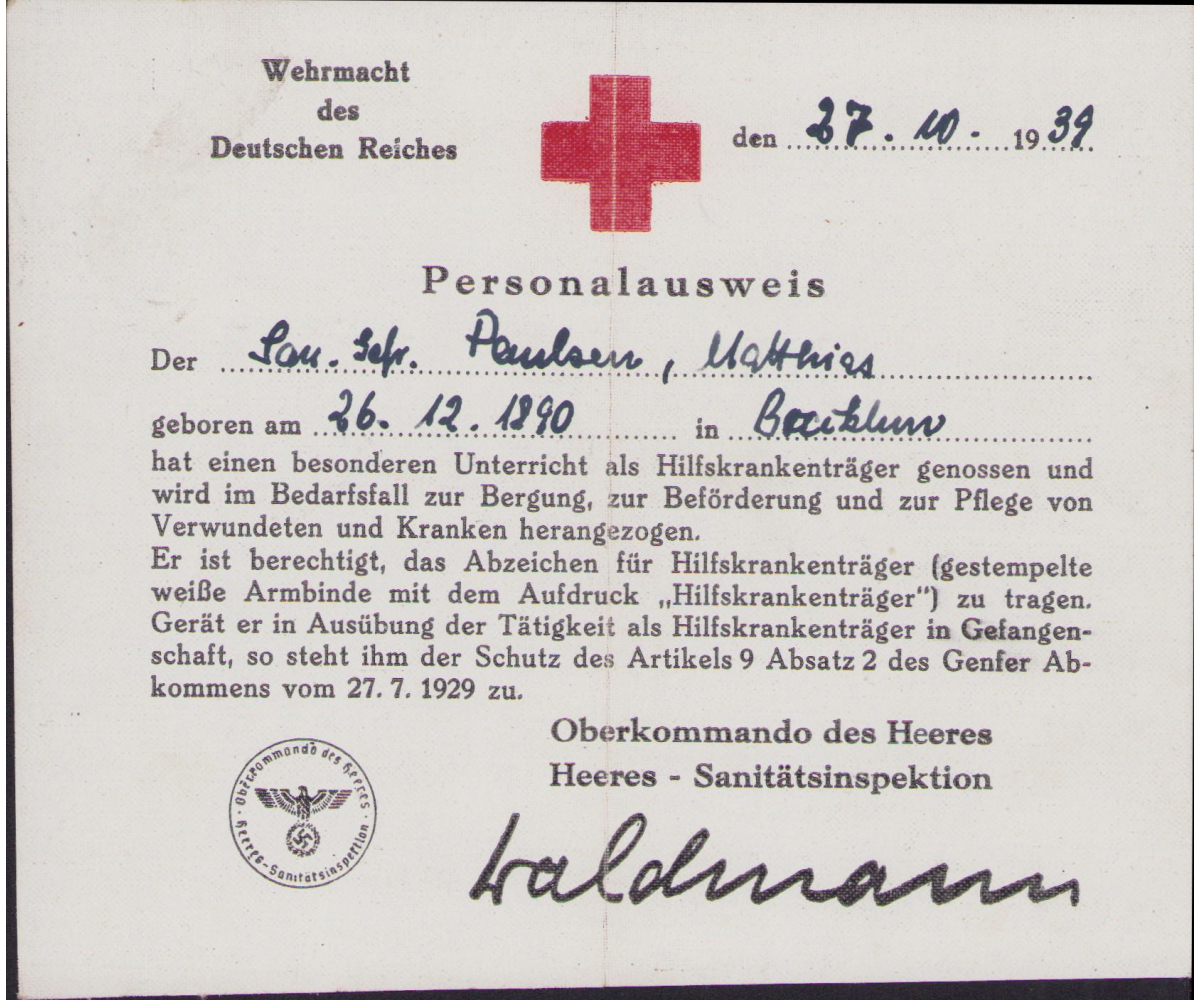 Wehrmacht
des
Deutschen Reiches
den 27. 10. 1939
Personalausweis
Der San. Gefr. Paulsen, Matthias
geboren am 26. 12. 1890 in
hat einen besonderen Unterricht als Hilfskrankenträger genossen und
wird im Bedarfsfall zur Bergung, zur Beförderung und zur Pflege von
Verwundeten und Kranken herangezogen.
Er ist berechtigt, das Abzeichen für Hilfskrankenträger (gestempelte
weiße Armbinde mit dem Aufdruck „Hilfskrankenträger“) zu tragen.
Gerät er in Ausübung der Tätigkeit als Hilfskrankenträger in Gefangen-
schaft, so steht ihm der Schutz des Artikels 9 Absatz 2 des Genfer Ab-
kommens vom 27. 7. 1929 zu.
Oberkommando des Heeres
Heeres - Sanitätsinspektion
Oberkommando des Heeres
Heeres-Sanitätsinspektion
Waldmann